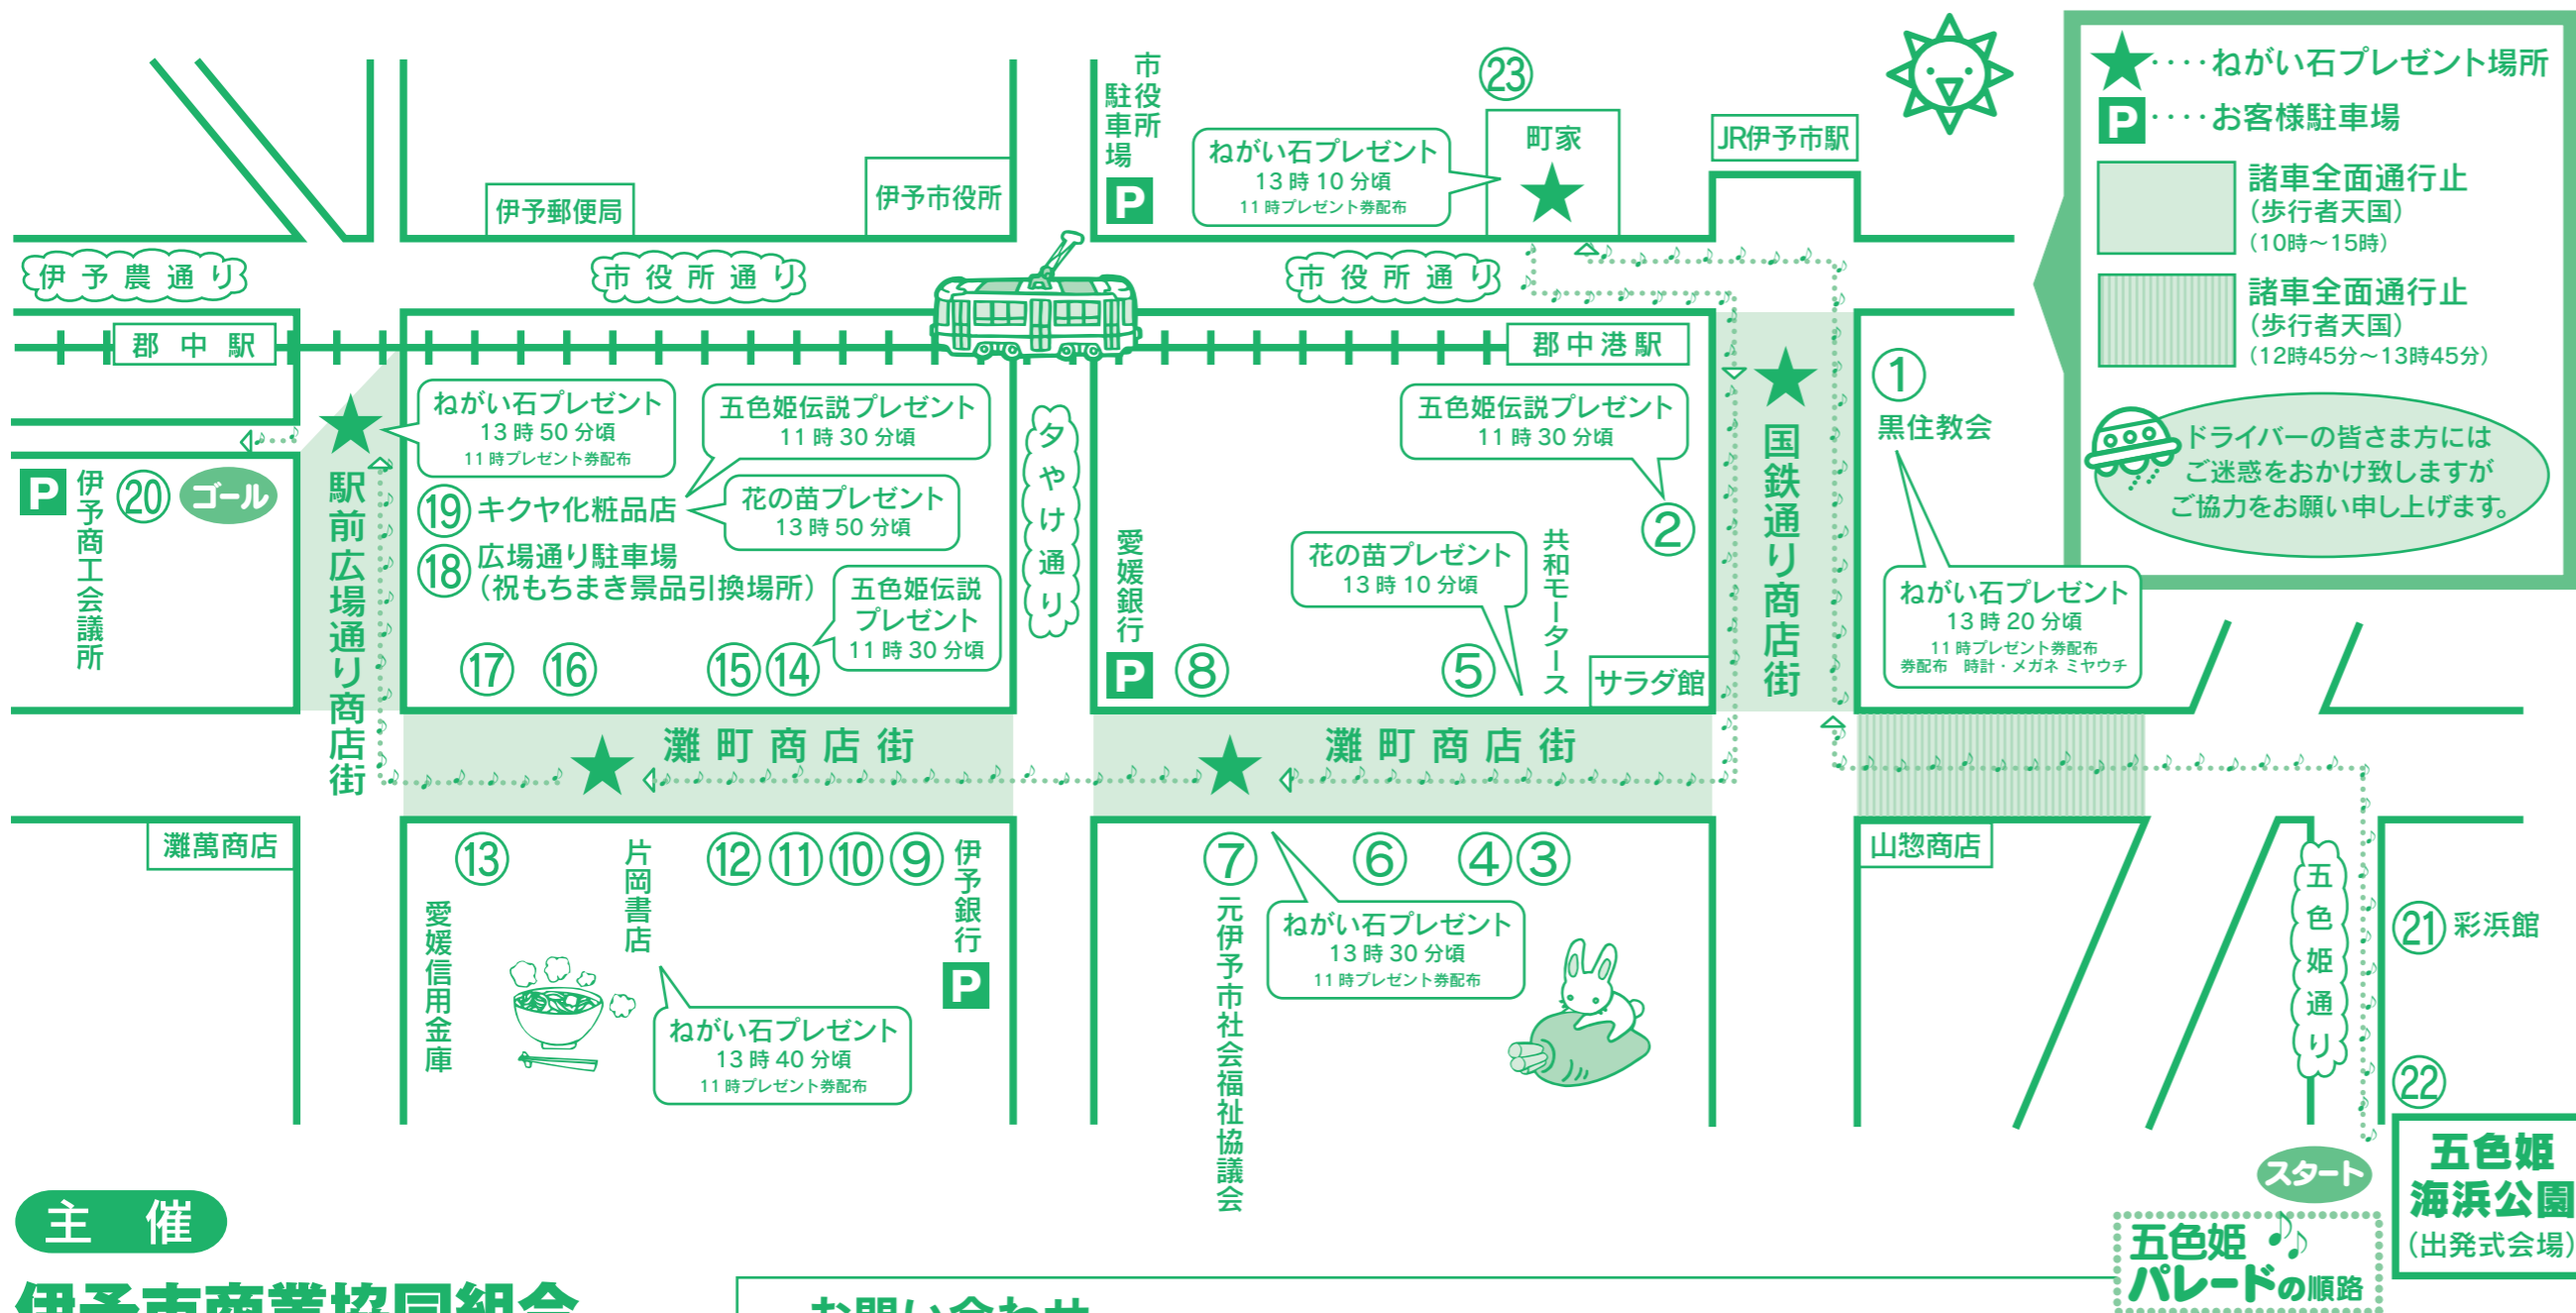 ★‥‥ねがい石プレゼント場所
P‥‥お客様駐車場
諸車全面通行止
(歩行者天国)
(10時～15時)
諸車全面通行止
(歩行者天国)
(12時45分～13時45分)
ドライバーの皆さま方には
ご迷惑をおかけ致しますが
ご協力をお願い申し上げます。
市役所
駐車場
P
㉓
町家
ねがい石プレゼント
13時10分頃
11時プレゼント券配布
JR伊予市駅
伊予郵便局
伊予市役所
伊予農通り
市役所通り
市役所通り
郡中駅
郡中港駅
ねがい石プレゼント
13時50分頃
11時プレゼント券配布
五色姫伝説プレゼント
11時30分頃
⑲キクヤ化粧品店
花の苗プレゼント
13時50分頃
⑱広場通り駐車場
(祝もちまき景品引換場所)
五色姫伝説
プレゼント
11時30分頃
⑰
⑯
⑮
⑭
P
伊予商工会議所
⑳
ゴール
駅前広場通り商店街
夕やけ通り
愛媛銀行
P
⑧
五色姫伝説プレゼント
11時30分頃
②
花の苗プレゼント
13時10分頃
⑤
共和モータース
サラダ館
国鉄通り商店街
①
黒住教会
ねがい石プレゼント
13時20分頃
11時プレゼント券配布
券配布 時計・メガネ ミヤウチ
灘町商店街
灘町商店街
灘萬商店
⑬
愛媛信用金庫
片岡書店
ねがい石プレゼント
13時40分頃
11時プレゼント券配布
⑫
⑪
⑩
⑨
伊予銀行
P
⑦
元伊予市社会福祉協議会
ねがい石プレゼント
13時30分頃
11時プレゼント券配布
⑥
④
③
山惣商店
五色姫通り
㉑彩浜館
㉒
スタート
五色姫
海浜公園
(出発式会場)
五色姫
パレードの順路
主催
伊予市商業協同組合
お問い合わせ